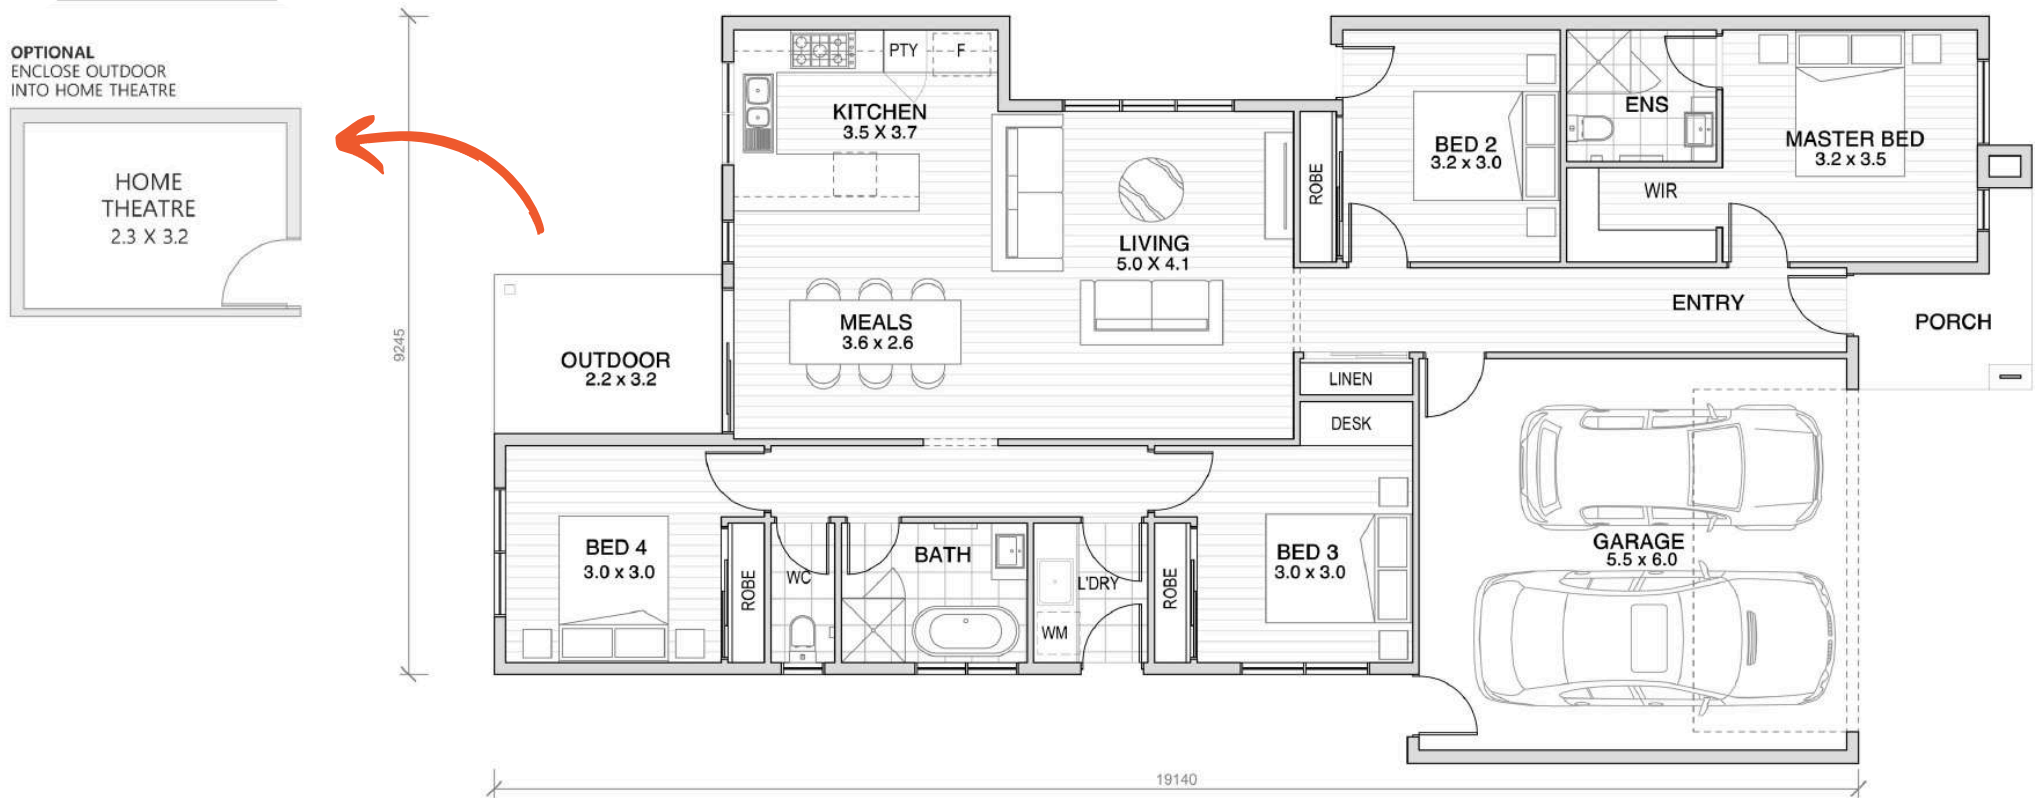 OPTIONAL
ENCLOSE OUTDOOR
INTO HOME THEATRE
HOME
THEATRE
2.3 X 3.2
9245
OUTDOOR
2.2 x 3.2
PTY
F
KITCHEN
3.5 X 3.7
LIVING
5.0 X 4.1
MEALS
3.6 x 2.6
ROBE
BED 2
3.2 x 3.0
ENS
WIR
MASTER BED
3.2 x 3.5
ENTRY
PORCH
LINEN
DESK
BED 4
3.0 x 3.0
ROBE
WC
BATH
L'DRY
WM
ROBE
BED 3
3.0 x 3.0
GARAGE
5.5 x 6.0
19140